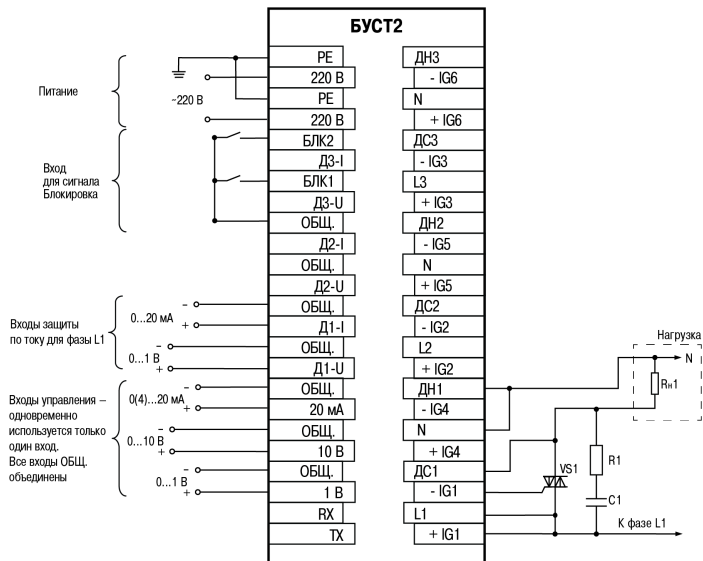 БУСТ2
PE
220 В
PE
220 В
БЛК2
Д3-I
БЛК1
Д3-U
ОБЩ.
Д2-I
ОБЩ.
Д2-U
ОБЩ.
Д1-I
ОБЩ.
Д1-U
ОБЩ.
20 мА
ОБЩ.
10 В
ОБЩ.
1 В
RX
TX
ДН3
- IG6
N
+ IG6
ДС3
- IG3
L3
+ IG3
ДН2
- IG5
N
+ IG5
ДС2
- IG2
L2
+ IG2
ДН1
- IG4
N
+ IG4
ДС1
- IG1
L1
+ IG1
Питание
~220 В
Вход
для сигнала
Блокировка
Входы защиты
по току для фазы L1
–
0...20 мА
+
–
0...1 В
+
Входы управления –
одновременно
используется только
один вход.
Все входы ОБЩ.
объединены
–
0(4)...20 мА
+
–
0...10 В
+
–
0...1 В
+
Нагрузка
N
Rн1
R1
VS1
C1
К фазе L1